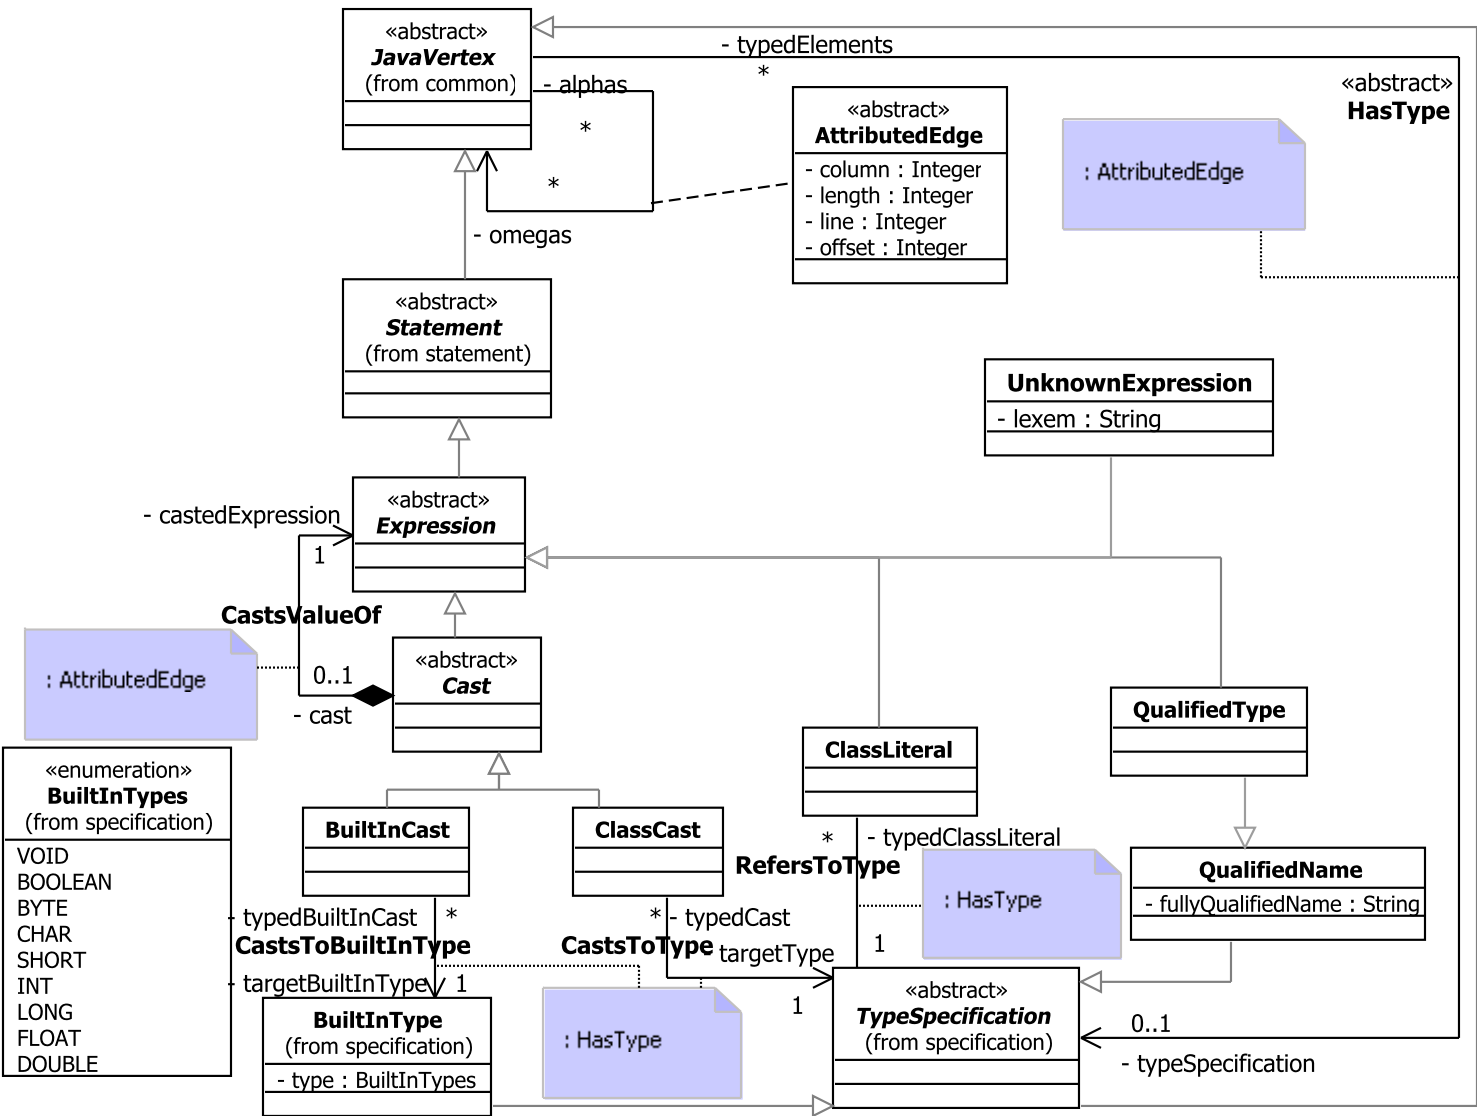 «abstract»
JavaVertex
(from common)
- typedElements
*
- alphas
*
*
- omegas
«abstract»
AttributedEdge
- column : Integer
- length : Integer
- line : Integer
- offset : Integer
«abstract»
HasType
: AttributedEdge
«abstract»
Statement
(from statement)
UnknownExpression
- lexem : String
«abstract»
Expression
- castedExpression
1
CastsValueOf
: AttributedEdge
0..1
- cast
«abstract»
Cast
QualifiedType
ClassLiteral
«enumeration»
BuiltInTypes
(from specification)
VOID
BOOLEAN
BYTE
CHAR
SHORT
INT
LONG
FLOAT
DOUBLE
BuiltInCast
ClassCast
* - typedClassLiteral
RefersToType
: HasType
1
QualifiedName
- fullyQualifiedName : String
- typedBuiltInCast *
CastsToBuiltInType
- targetBuiltInType 1
* - typedCast
CastsToType
- targetType
1
: HasType
BuiltInType
(from specification)
- type : BuiltInTypes
«abstract»
TypeSpecification
(from specification)
0..1
- typeSpecification